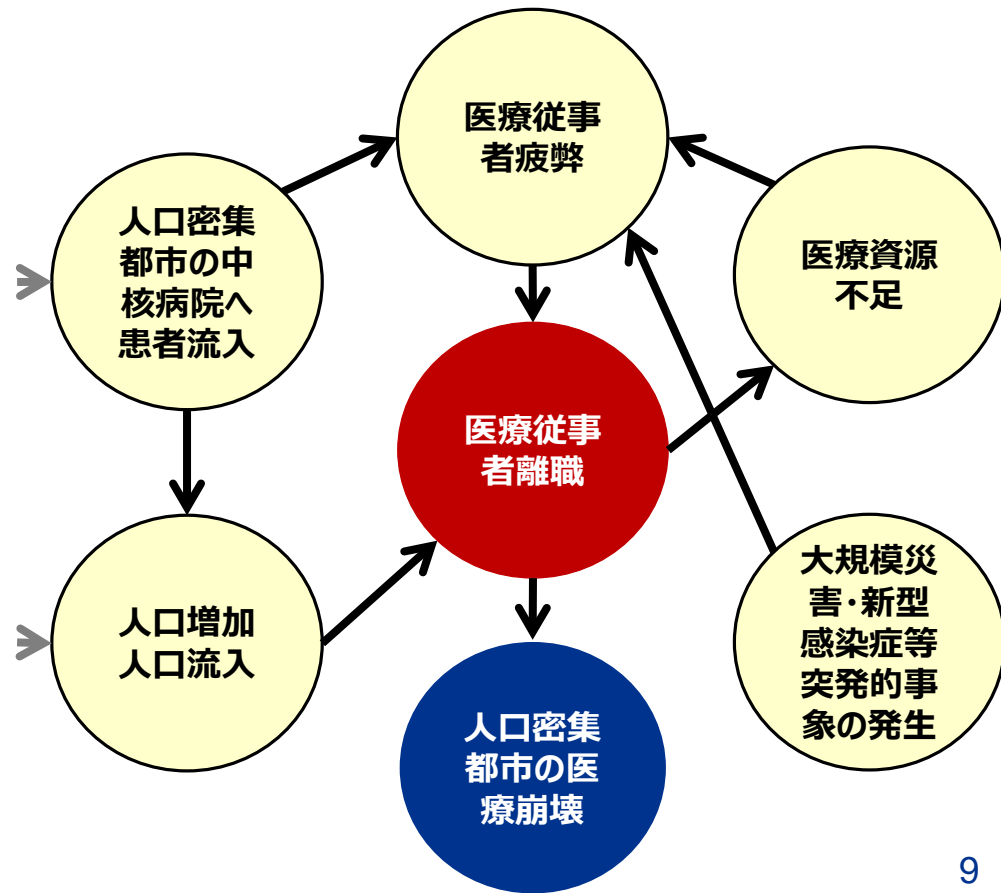 医療従事
者疲弊
人口密集
都市の中
核病院へ
患者流入
医療資源
不足
医療従事
者離職
人口増加
人口流入
大規模災
害・新型
感染症等
突発的事
象の発生
人口密集
都市の医
療崩壊
9